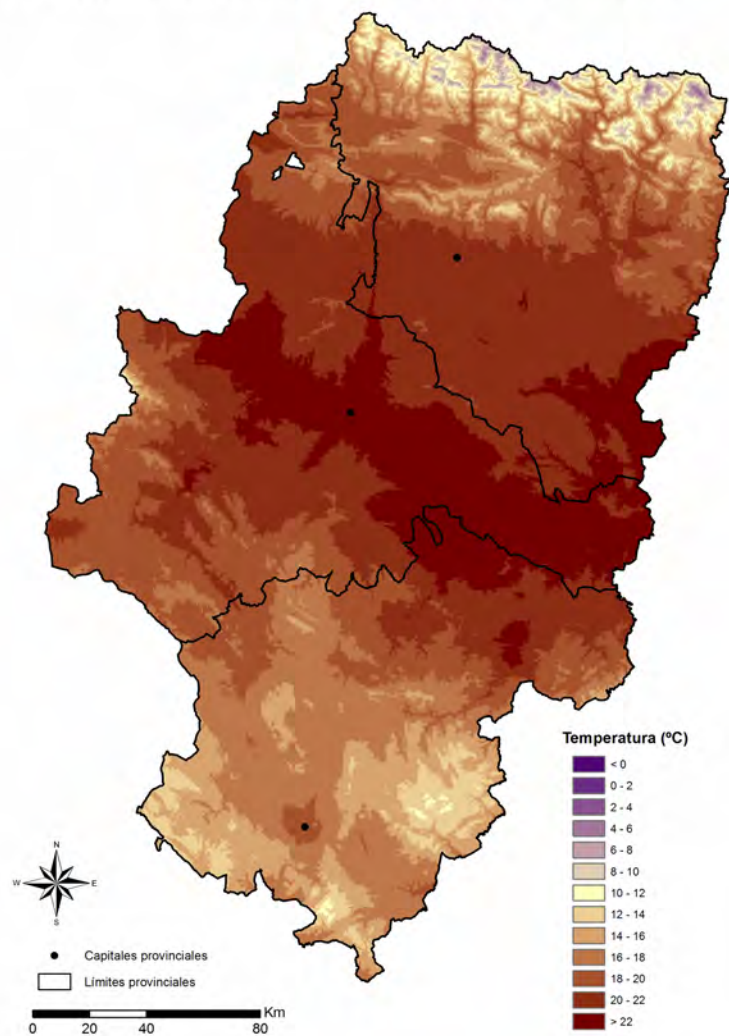 Temperatura (ºC)
< 0
0 - 2
2 - 4
4 - 6
6 - 8
8 - 10
10 - 12
12 - 14
14 - 16
16 - 18
18 - 20
20 - 22
> 22
N
W E
S
Capitales provinciales
Límites provinciales
Km
0 20 40 80